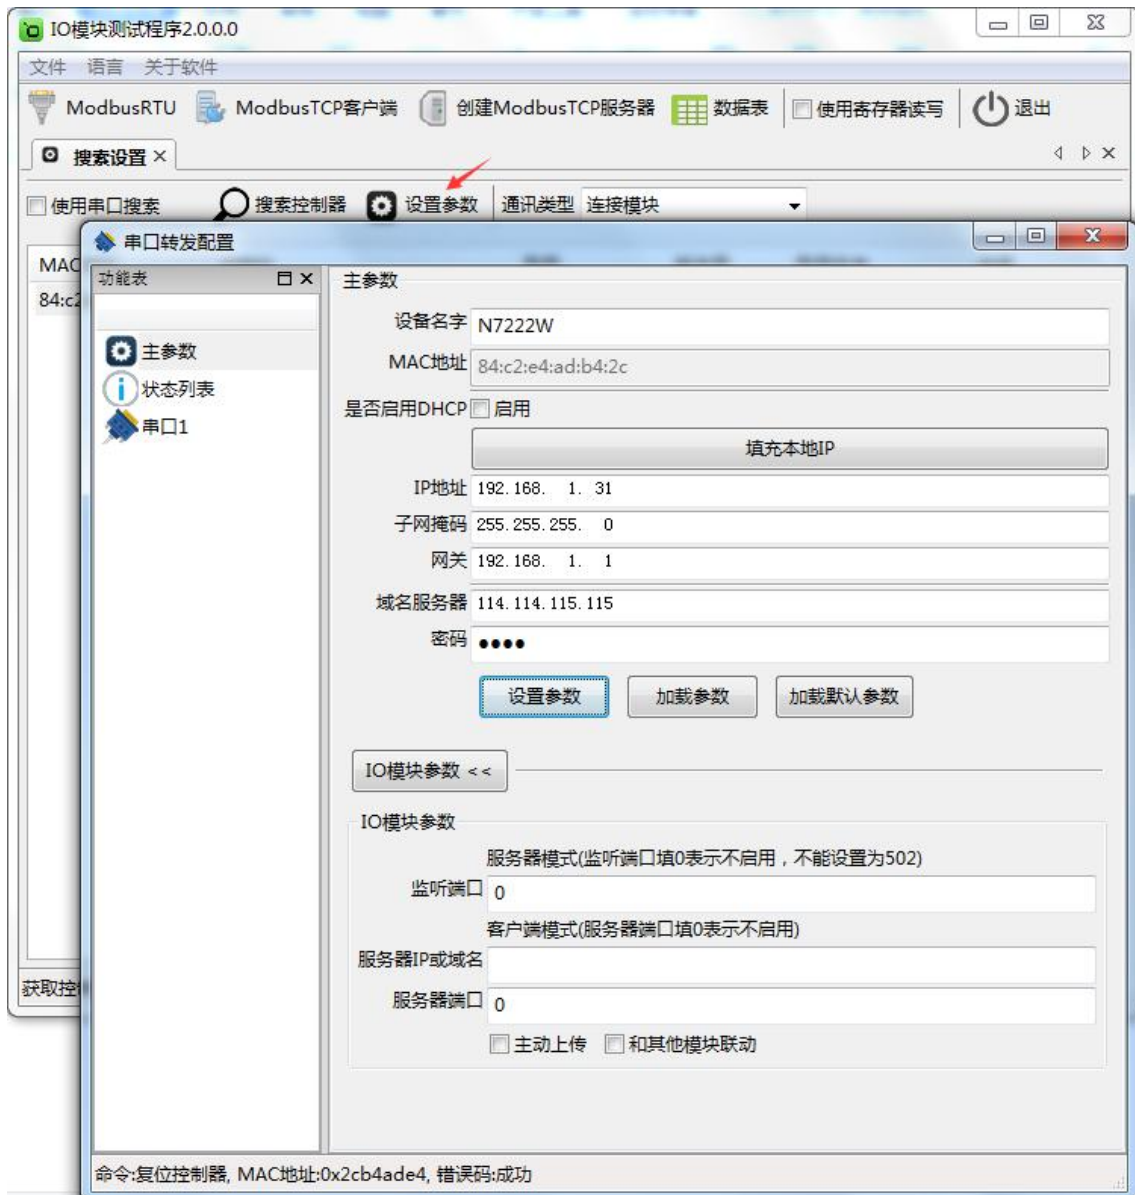 IO模块测试程序2.0.0.0
文件 语言 关于软件
ModbusRTU ModbusTCP客户端 创建ModbusTCP服务器 数据表 使用寄存器读写 退出
搜索设置
使用串口搜索 搜索控制器 设置参数 通讯类型 连接模块
串口转发配置
MAC
84:c2
功能表
主参数
状态列表
串口1
主参数
设备名字 N7222W
MAC地址 84:c2:e4:ad:b4:2c
是否启用DHCP 启用
填充本地IP
IP地址 192.168. 1. 31
子网掩码 255.255.255. 0
网关 192.168. 1. 1
域名服务器 114.114.115.115
密码 ●●●●
设置参数 加载参数 加载默认参数
IO模块参数 <<
IO模块参数
服务器模式(监听端口填0表示不启用，不能设置为502)
监听端口 0
客户端模式(服务器端口填0表示不启用)
服务器IP或域名
服务器端口 0
主动上传 和其他模块联动
获取控
命令:复位控制器, MAC地址:0x2cb4ade4, 错误码:成功